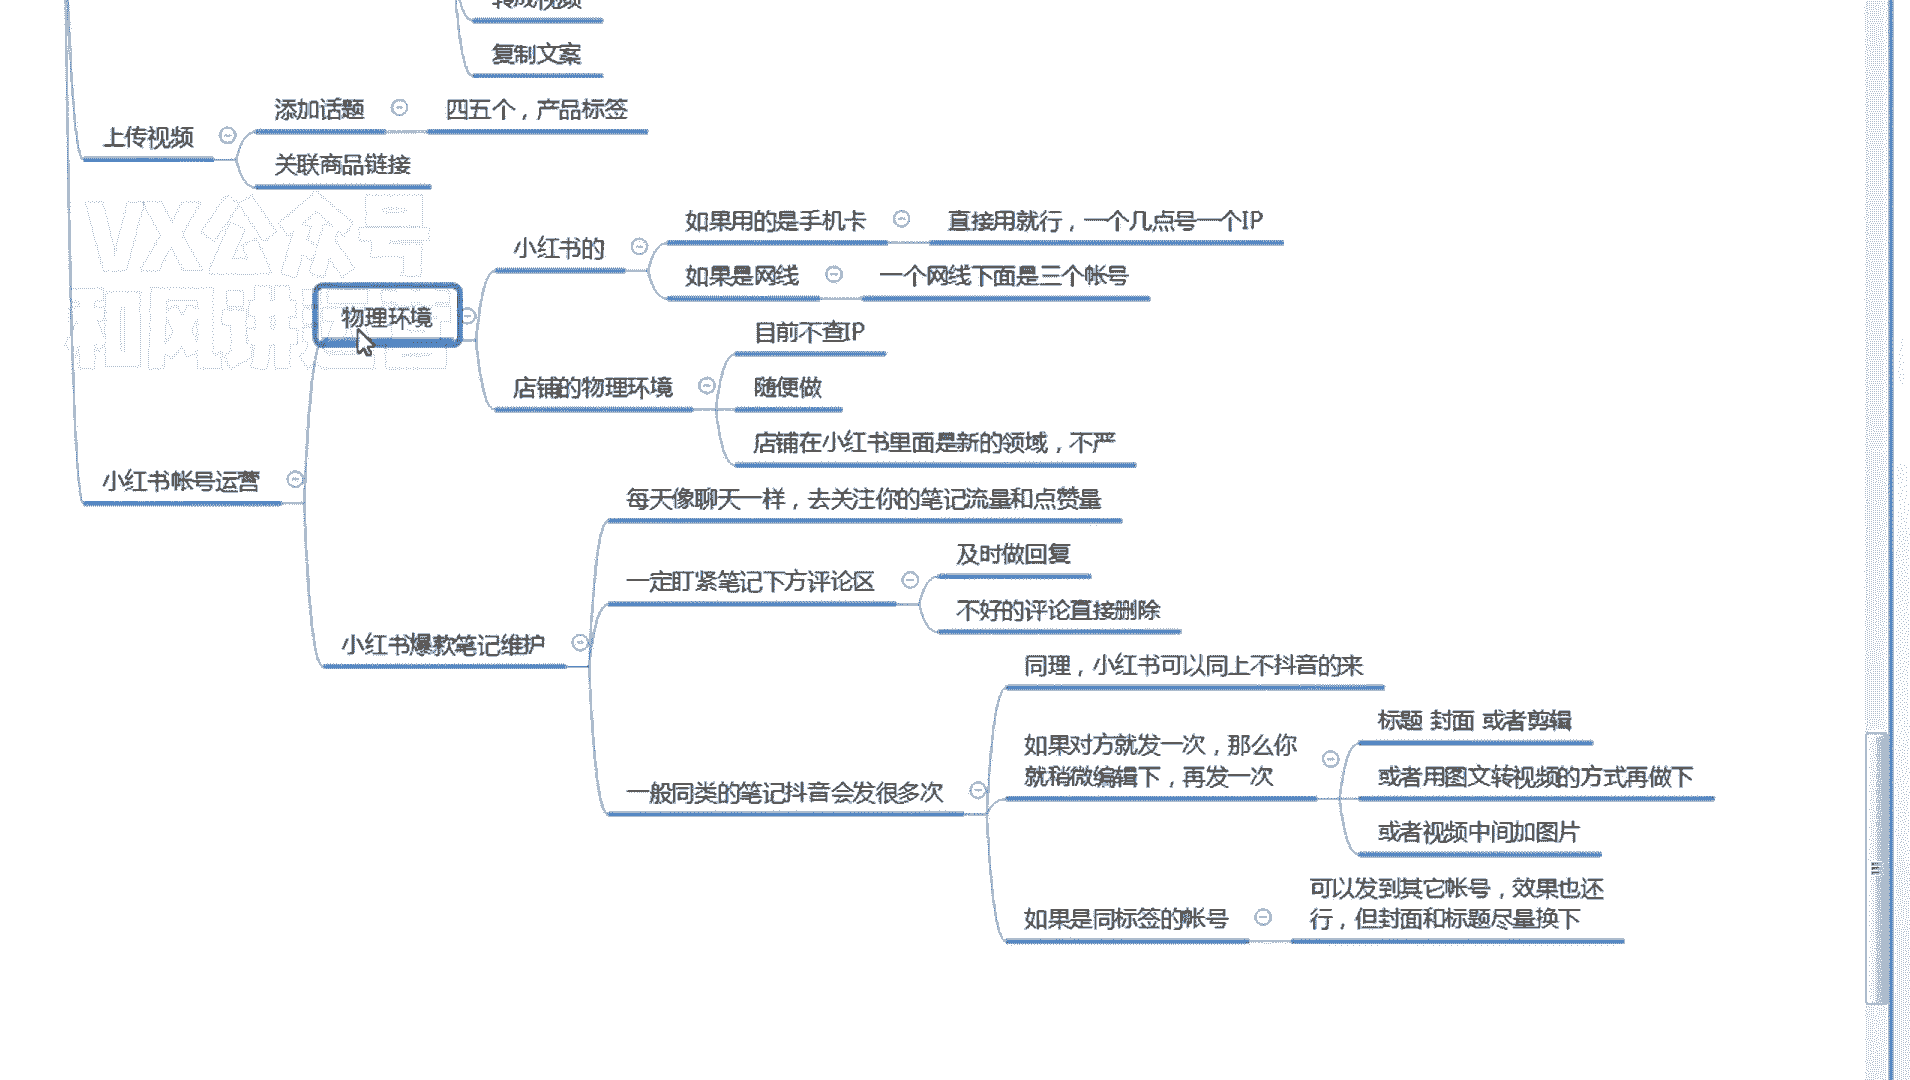 转成视频
复制文案
上传视频
添加话题
四五个，产品标签
关联商品链接
VX公众号
和风讲运营
小红书帐号运营
物理环境
小红书的
如果用的是手机卡
直接用就行，一个几点号一个IP
如果是网线
一个网线下面是三个帐号
店铺的物理环境
目前不查IP
随便做
店铺在小红书里面是新的领域，不严
小红书爆款笔记维护
每天像聊天一样，去关注你的笔记流量和点赞量
一定盯紧笔记下方评论区
及时做回复
不好的评论直接删除
一般同类的笔记抖音会发很多次
同理，小红书可以同上不抖音的来
如果对方就发一次，那么你
就稍微编辑下，再发一次
标题 封面 或者剪辑
或者用图文转视频的方式再做下
或者视频中间加图片
如果是同标签的帐号
可以发到其它帐号，效果也还
行，但封面和标题尽量换下